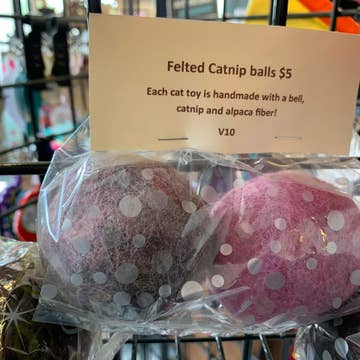 Felted Catnip balls $5
Each cat toy is handmade with a bell,
catnip and alpaca fiber!
V10